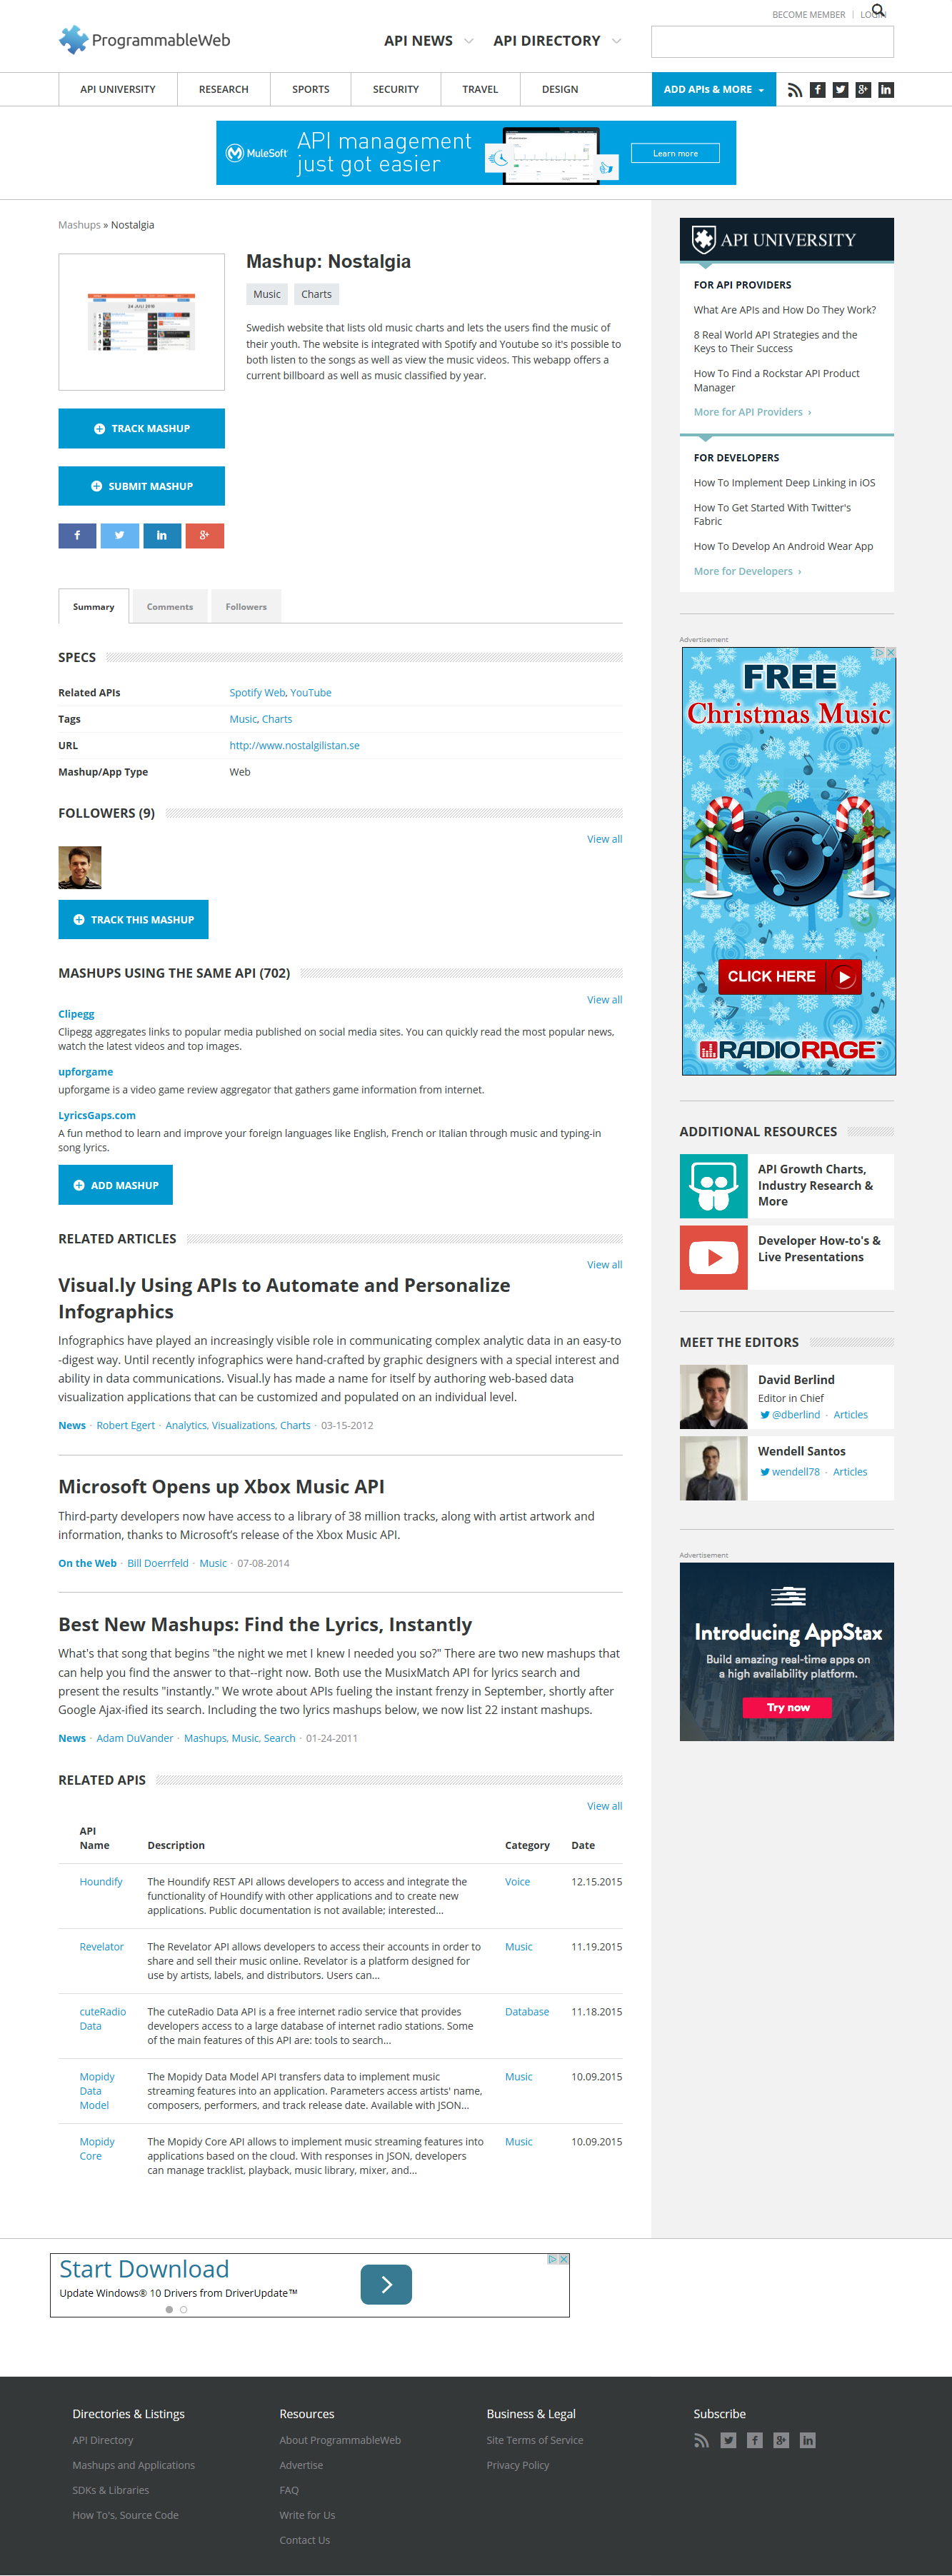 BECOME MEMBER | LOGIN
ProgrammableWeb
API NEWS
API DIRECTORY
API UNIVERSITY
RESEARCH
SPORTS
SECURITY
TRAVEL
DESIGN
ADD APIs & MORE
MuleSoft
API management
just got easier
Learn more
Mashups » Nostalgia
Mashup: Nostalgia
Music
Charts
Swedish website that lists old music charts and lets the users find the music of
their youth. The website is integrated with Spotify and Youtube so it's possible to
both listen to the songs as well as view the music videos. This webapp offers a
current billboard as well as music classified by year.
TRACK MASHUP
SUBMIT MASHUP
Summary
Comments
Followers
SPECS
Related APIs
Spotify Web, YouTube
Tags
Music, Charts
URL
http://www.nostalgilistan.se
Mashup/App Type
Web
FOLLOWERS (9)
View all
TRACK THIS MASHUP
MASHUPS USING THE SAME API (702)
View all
Clipegg
Clipegg aggregates links to popular media published on social media sites. You can quickly read the most popular news,
watch the latest videos and top images.
upforgame
upforgame is a video game review aggregator that gathers game information from internet.
LyricsGaps.com
A fun method to learn and improve your foreign languages like English, French or Italian through music and typing-in
song lyrics.
ADD MASHUP
RELATED ARTICLES
View all
Visual.ly Using APIs to Automate and Personalize
Infographics
Infographics have played an increasingly visible role in communicating complex analytic data in an easy-to
-digest way. Until recently infographics were hand-crafted by graphic designers with a special interest and
ability in data communications. Visual.ly has made a name for itself by authoring web-based data
visualization applications that can be customized and populated on an individual level.
News · Robert Egert · Analytics, Visualizations, Charts · 03-15-2012
Microsoft Opens up Xbox Music API
Third-party developers now have access to a library of 38 million tracks, along with artist artwork and
information, thanks to Microsoft's release of the Xbox Music API.
On the Web · Bill Doerrfeld · Music · 07-08-2014
Best New Mashups: Find the Lyrics, Instantly
What's that song that begins "the night we met I knew I needed you so?" There are two new mashups that
can help you find the answer to that--right now. Both use the MusixMatch API for lyrics search and
present the results "instantly." We wrote about APIs fueling the instant frenzy in September, shortly after
Google Ajax-ified its search. Including the two lyrics mashups below, we now list 22 instant mashups.
News · Adam DuVander · Mashups, Music, Search · 01-24-2011
RELATED APIS
View all
API
Name
Description
Category
Date
Houndify
The Houndify REST API allows developers to access and integrate the
functionality of Houndify with other applications and to create new
applications. Public documentation is not available; interested...
Voice
12.15.2015
Revelator
The Revelator API allows developers to access their accounts in order to
share and sell their music online. Revelator is a platform designed for
use by artists, labels, and distributors. Users can...
Music
11.19.2015
cuteRadio
Data
The cuteRadio Data API is a free internet radio service that provides
developers access to a large database of internet radio stations. Some
of the main features of this API are: tools to search...
Database
11.18.2015
Mopidy
Data
Model
The Mopidy Data Model API transfers data to implement music
streaming features into an application. Parameters access artists' name,
composers, performers, and track release date. Available with JSON...
Music
10.09.2015
Mopidy
Core
The Mopidy Core API allows to implement music streaming features into
applications based on the cloud. With responses in JSON, developers
can manage tracklist, playback, music library, mixer, and...
Music
10.09.2015
API UNIVERSITY
FOR API PROVIDERS
What Are APIs and How Do They Work?
8 Real World API Strategies and the
Keys to Their Success
How To Find a Rockstar API Product
Manager
More for API Providers ›
FOR DEVELOPERS
How To Implement Deep Linking in iOS
How To Get Started With Twitter's
Fabric
How To Develop An Android Wear App
More for Developers ›
Advertisement
FREE
Christmas Music
CLICK HERE
RADIORAGE™
ADDITIONAL RESOURCES
API Growth Charts,
Industry Research &
More
Developer How-to's &
Live Presentations
MEET THE EDITORS
David Berlind
Editor in Chief
@dberlind · Articles
Wendell Santos
wendell78 · Articles
Advertisement
Introducing AppStax
Build amazing real-time apps on
a high availability platform.
Try now
Start Download
Update Windows® 10 Drivers from DriverUpdate™
Directories & Listings
API Directory
Mashups and Applications
SDKs & Libraries
How To's, Source Code
Resources
About ProgrammableWeb
Advertise
FAQ
Write for Us
Contact Us
Business & Legal
Site Terms of Service
Privacy Policy
Subscribe